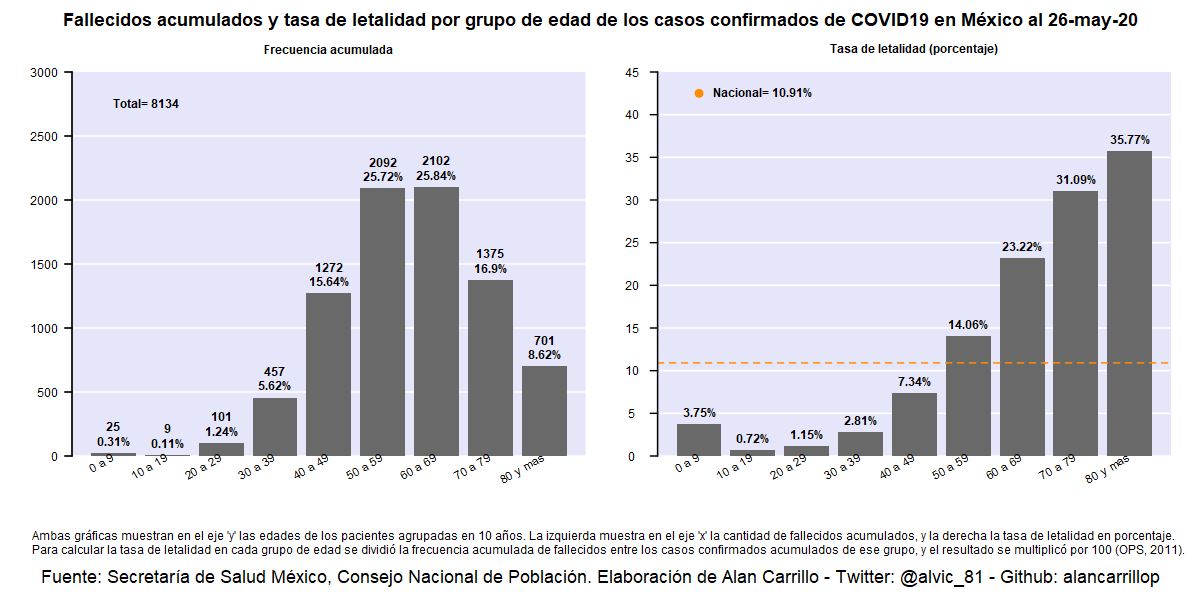 Fallecidos acumulados y tasa de letalidad por grupo de edad de los casos confirmados de COVID19 en México al 26-may-20
Frecuencia acumulada
3000
2500
2000
1500
1000
500
0
Total= 8134
25
0.31%
9
0.11%
101
1.24%
457
5.62%
1272
15.64%
2092
25.72%
2102
25.84%
1375
16.9%
701
8.62%
0 a 9
10 a 19
20 a 29
30 a 39
40 a 49
50 a 59
60 a 69
70 a 79
80 y mas
Tasa de letalidad (porcentaje)
45
40
35
30
25
20
15
10
5
0
Nacional= 10.91%
3.75%
0.72%
1.15%
2.81%
7.34%
14.06%
23.22%
31.09%
35.77%
0 a 9
10 a 19
20 a 29
30 a 39
40 a 49
50 a 59
60 a 69
70 a 79
80 y mas
Ambas gráficas muestran en el eje 'y' las edades de los pacientes agrupadas en 10 años. La izquierda muestra en el eje 'x' la cantidad de fallecidos acumulados, y la derecha la tasa de letalidad en porcentaje.
Para calcular la tasa de letalidad en cada grupo de edad se dividió la frecuencia acumulada de fallecidos entre los casos confirmados acumulados de ese grupo, y el resultado se multiplicó por 100 (OPS, 2011).
Fuente: Secretaría de Salud México, Consejo Nacional de Población. Elaboración de Alan Carrillo - Twitter: @alvic_81 - Github: alancarrillop